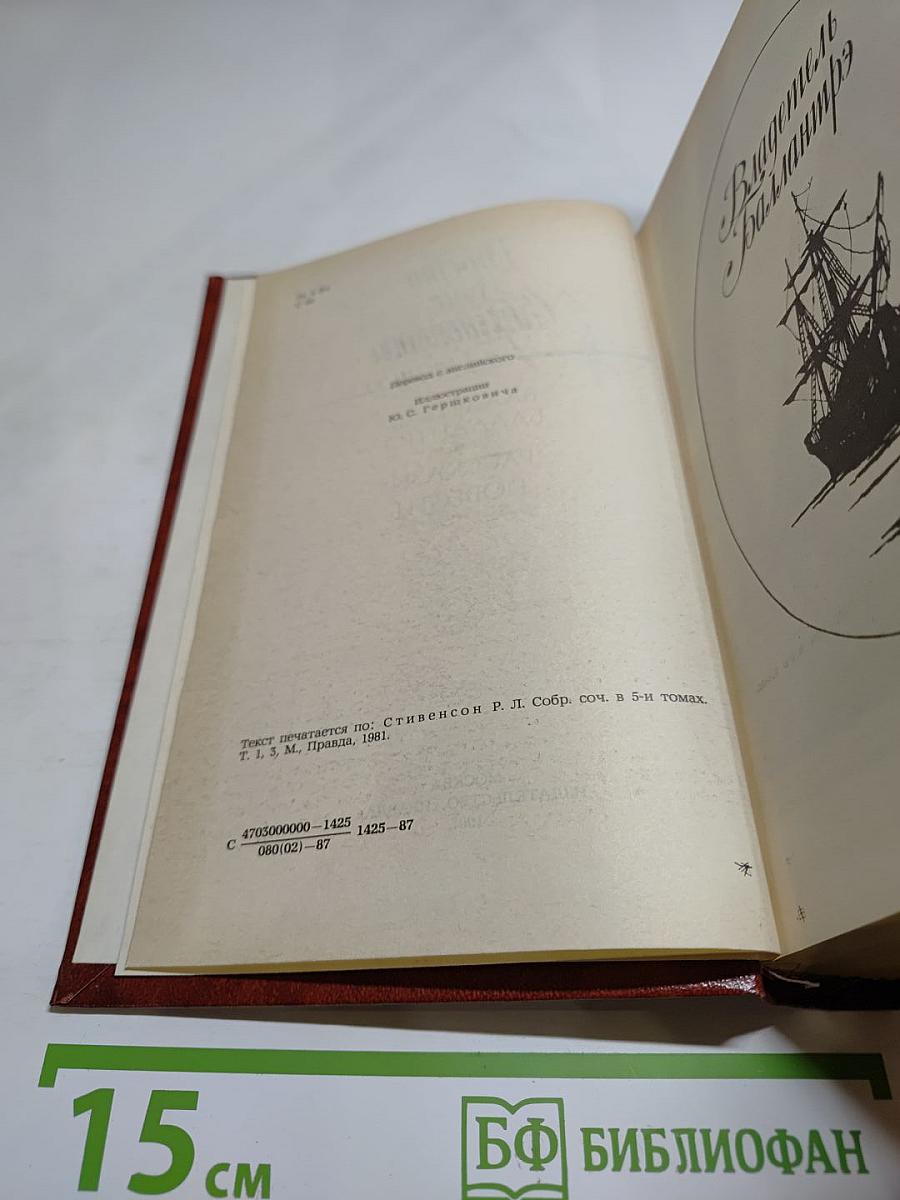 Перевод с английского
Иллюстрации
Ю. С. Гершковича
Текст печатается по: Стивенсон Р. Л. Собр. соч. в 5-и томах.
Т. 1, 3, М., Правда, 1981.
С 4703000000—1425 1425—87
080(02)—87
Владетель
Баллантрэ
15 см
БФ БИБЛИОФАН